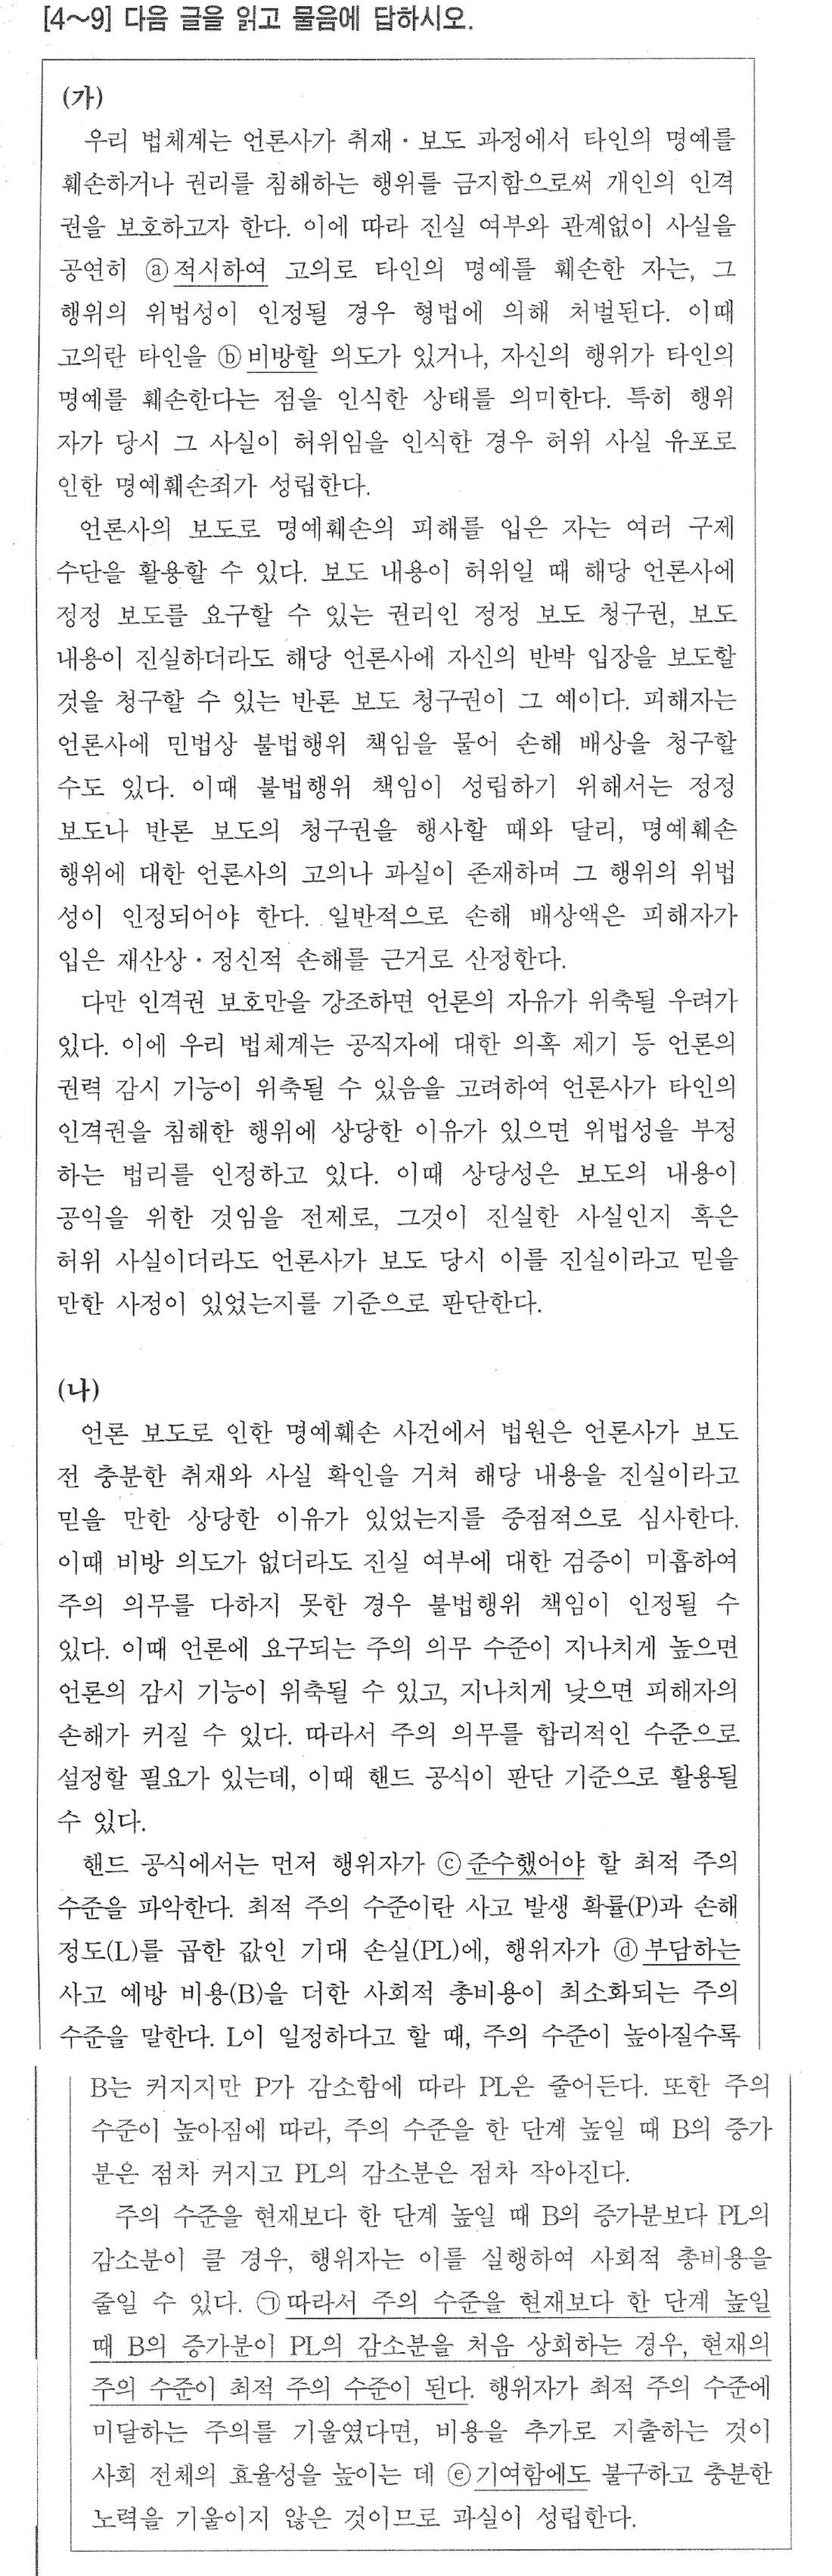 [4～9] 다음 글을 읽고 물음에 답하시오.
(가)
우리 법체계는 언론사가 취재·보도 과정에서 타인의 명예를
훼손하거나 권리를 침해하는 행위를 금지함으로써 개인의 인격
권을 보호하고자 한다. 이에 따라 진실 여부와 관계없이 사실을
공연히 ⓐ적시하여 고의로 타인의 명예를 훼손한 자는, 그
행위의 위법성이 인정될 경우 형법에 의해 처벌된다. 이때
고의란 타인을 ⓑ비방할 의도가 있거나, 자신의 행위가 타인의
명예를 훼손한다는 점을 인식한 상태를 의미한다. 특히 행위
자가 당시 그 사실이 허위임을 인식한 경우 허위 사실 유포로
인한 명예훼손죄가 성립한다.
언론사의 보도로 명예훼손의 피해를 입은 자는 여러 구제
수단을 활용할 수 있다. 보도 내용이 허위일 때 해당 언론사에
정정 보도를 요구할 수 있는 권리인 정정 보도 청구권, 보도
내용이 진실하더라도 해당 언론사에 자신의 반박 입장을 보도할
것을 청구할 수 있는 반론 보도 청구권이 그 예이다. 피해자는
언론사에 민법상 불법행위 책임을 물어 손해 배상을 청구할
수도 있다. 이때 불법행위 책임이 성립하기 위해서는 정정
보도나 반론 보도의 청구권을 행사할 때와 달리, 명예훼손
행위에 대한 언론사의 고의나 과실이 존재하며 그 행위의 위법
성이 인정되어야 한다. 일반적으로 손해 배상액은 피해자가
입은 재산상·정신적 손해를 근거로 산정한다.
다만 인격권 보호만을 강조하면 언론의 자유가 위축될 우려가
있다. 이에 우리 법체계는 공직자에 대한 의혹 제기 등 언론의
권력 감시 기능이 위축될 수 있음을 고려하여 언론사가 타인의
인격권을 침해한 행위에 상당한 이유가 있으면 위법성을 부정
하는 법리를 인정하고 있다. 이때 상당성은 보도의 내용이
공익을 위한 것임을 전제로, 그것이 진실한 사실인지 혹은
허위 사실이더라도 언론사가 보도 당시 이를 진실이라고 믿을
만한 사정이 있었는지를 기준으로 판단한다.
(나)
언론 보도로 인한 명예훼손 사건에서 법원은 언론사가 보도
전 충분한 취재와 사실 확인을 거쳐 해당 내용을 진실이라고
믿을 만한 상당한 이유가 있었는지를 중점적으로 심사한다.
이때 비방 의도가 없더라도 진실 여부에 대한 검증이 미흡하여
주의 의무를 다하지 못한 경우 불법행위 책임이 인정될 수
있다. 이때 언론에 요구되는 주의 의무 수준이 지나치게 높으면
언론의 감시 기능이 위축될 수 있고, 지나치게 낮으면 피해자의
손해가 커질 수 있다. 따라서 주의 의무를 합리적인 수준으로
설정할 필요가 있는데, 이때 핸드 공식이 판단 기준으로 활용될
수 있다.
핸드 공식에서는 먼저 행위자가 ⓒ준수했어야 할 최적 주의
수준을 파악한다. 최적 주의 수준이란 사고 발생 확률(P)과 손해
정도(L)를 곱한 값인 기대 손실(PL)에, 행위자가 ⓓ부담하는
사고 예방 비용(B)을 더한 사회적 총비용이 최소화되는 주의
수준을 말한다. L이 일정하다고 할 때, 주의 수준이 높아질수록
B는 커지지만 P가 감소함에 따라 PL은 줄어든다. 또한 주의
수준이 높아짐에 따라, 주의 수준을 한 단계 높일 때 B의 증가
분은 점차 커지고 PL의 감소분은 점차 작아진다.
주의 수준을 현재보다 한 단계 높일 때 B의 증가분보다 PL의
감소분이 클 경우, 행위자는 이를 실행하여 사회적 총비용을
줄일 수 있다. ㉠따라서 주의 수준을 현재보다 한 단계 높일
때 B의 증가분이 PL의 감소분을 처음 상회하는 경우, 현재의
주의 수준이 최적 주의 수준이 된다. 행위자가 최적 주의 수준에
미달하는 주의를 기울였다면, 비용을 추가로 지출하는 것이
사회 전체의 효율성을 높이는 데 ⓔ기여함에도 불구하고 충분한
노력을 기울이지 않은 것이므로 과실이 성립한다.